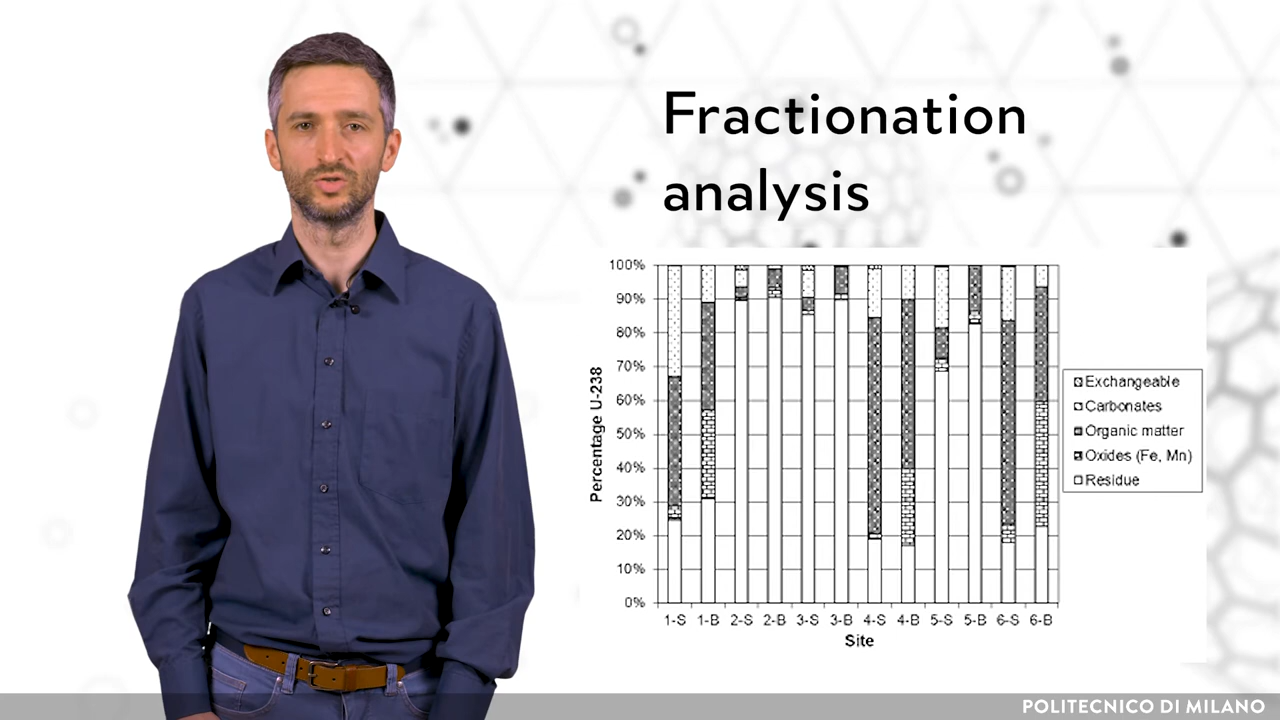 Fractionation
analysis
100%
90%
80%
70%
60%
50%
40%
30%
20%
10%
0%
Percentage U-238
1-S 1-B 2-S 2-B 3-S 3-B 4-S 4-B 5-S 5-B 6-S 6-B
Site
Exchangeable
Carbonates
Organic matter
Oxides (Fe, Mn)
Residue
POLITECNICO DI MILANO